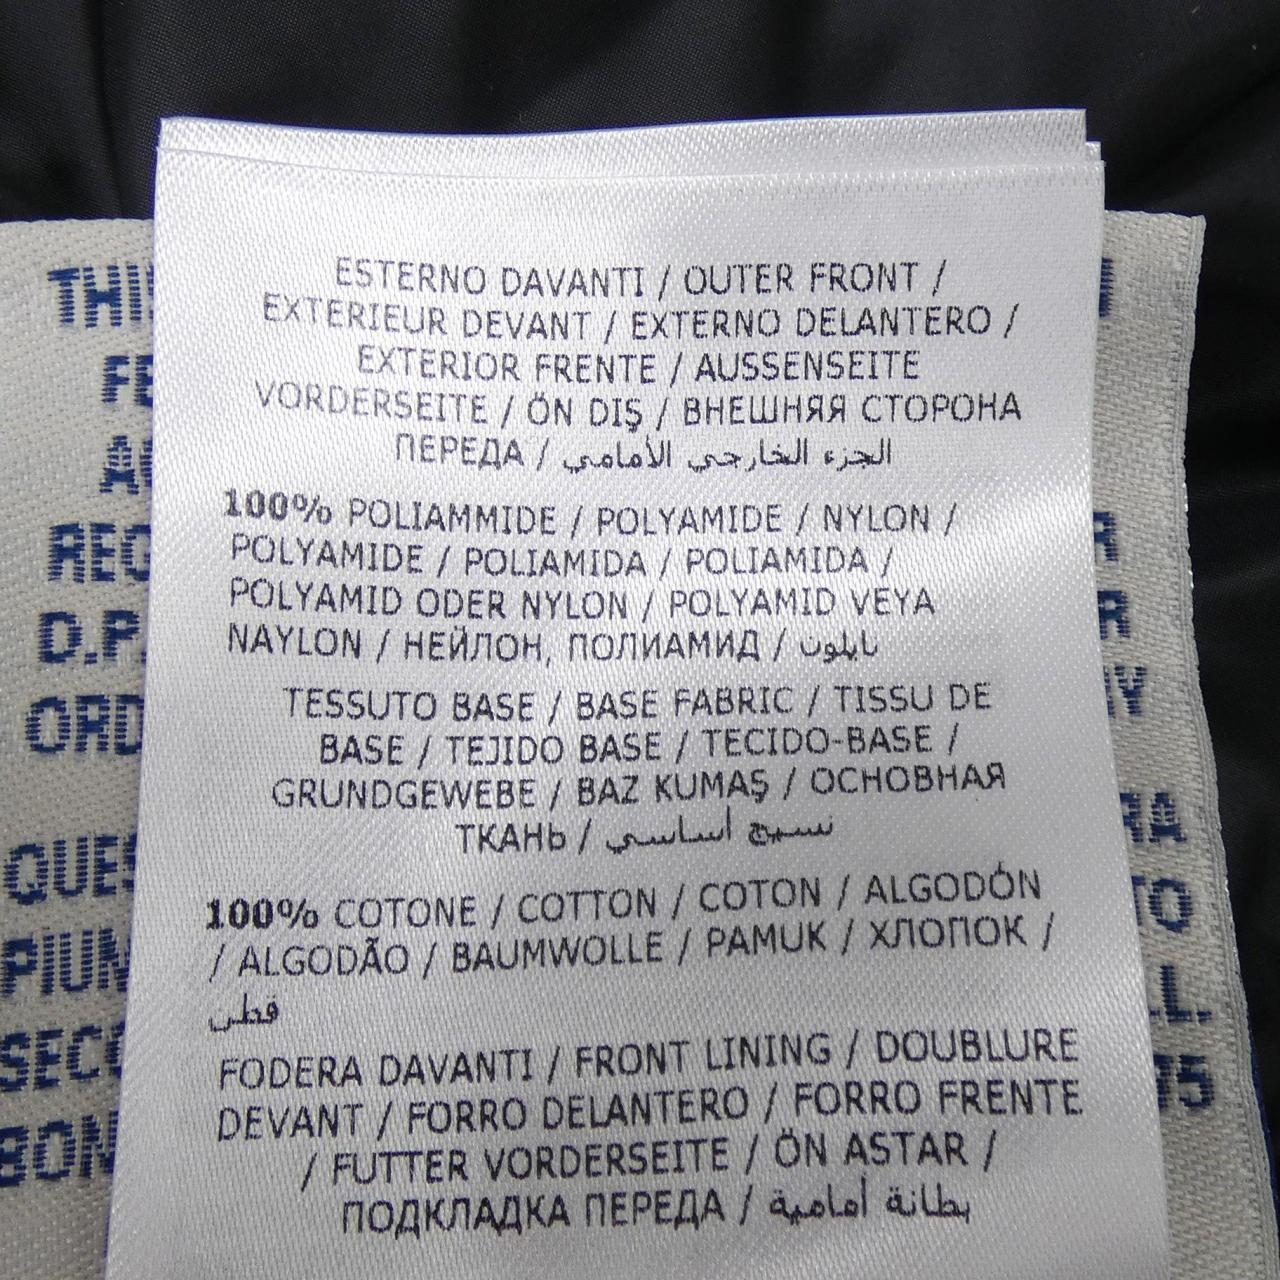 ESTERNO DAVANTI / OUTER FRONT /
EXTERIEUR DEVANT / EXTERNO DELANTERO /
EXTERIOR FRENTE / AUSSENSEITE
VORDERSEITE / ÖN DIŞ / ВНЕШНЯЯ СТОРОНА
ПЕРЕДА / الجزء الخارجي الأمامي
100% POLIAMMIDE / POLYAMIDE / NYLON /
POLYAMIDE / POLIAMIDA / POLIAMIDA /
POLYAMID ODER NYLON / POLYAMID VEYA
NAYLON / НЕЙЛОН, ПОЛИАМИД / نايلون
TESSUTO BASE / BASE FABRIC / TISSU DE
BASE / TEJIDO BASE / TECIDO-BASE /
GRUNDGEWEBE / BAZ KUMAŞ / ОСНОВНАЯ
ТКАНЬ / نسيج أساسي
100% COTONE / COTTON / COTON / ALGODÓN
/ ALGODÃO / BAUMWOLLE / PAMUK / ХЛОПОК /
قطن
FODERA DAVANTI / FRONT LINING / DOUBLURE
DEVANT / FORRO DELANTERO / FORRO FRENTE
/ FUTTER VORDERSEITE / ÖN ASTAR /
ПОДКЛАДКА ПЕРЕДА / بطانة أمامية